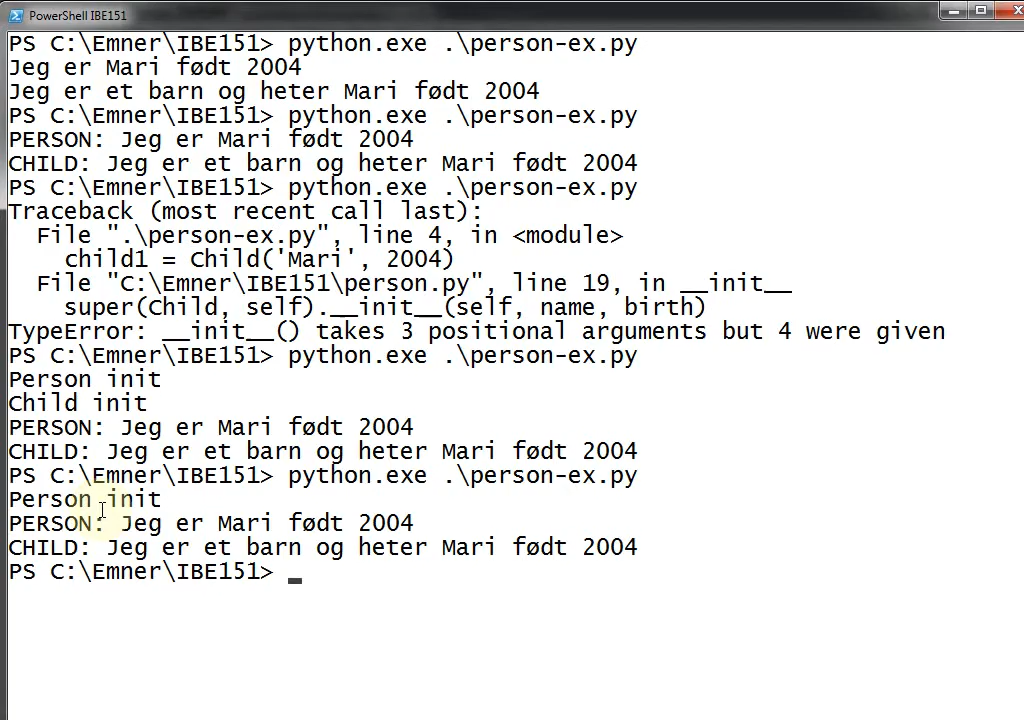 PowerShell IBE151
PS C:\Emner\IBE151> python.exe .\person-ex.py
Jeg er Mari født 2004
Jeg er et barn og heter Mari født 2004
PS C:\Emner\IBE151> python.exe .\person-ex.py
PERSON: Jeg er Mari født 2004
CHILD: Jeg er et barn og heter Mari født 2004
PS C:\Emner\IBE151> python.exe .\person-ex.py
Traceback (most recent call last):
  File ".\person-ex.py", line 4, in <module>
    child1 = Child('Mari', 2004)
  File "C:\Emner\IBE151\person.py", line 19, in __init__
    super(Child, self).__init__(self, name, birth)
TypeError: __init__() takes 3 positional arguments but 4 were given
PS C:\Emner\IBE151> python.exe .\person-ex.py
Person init
Child init
PERSON: Jeg er Mari født 2004
CHILD: Jeg er et barn og heter Mari født 2004
PS C:\Emner\IBE151> python.exe .\person-ex.py
Person init
PERSON: Jeg er Mari født 2004
CHILD: Jeg er et barn og heter Mari født 2004
PS C:\Emner\IBE151>